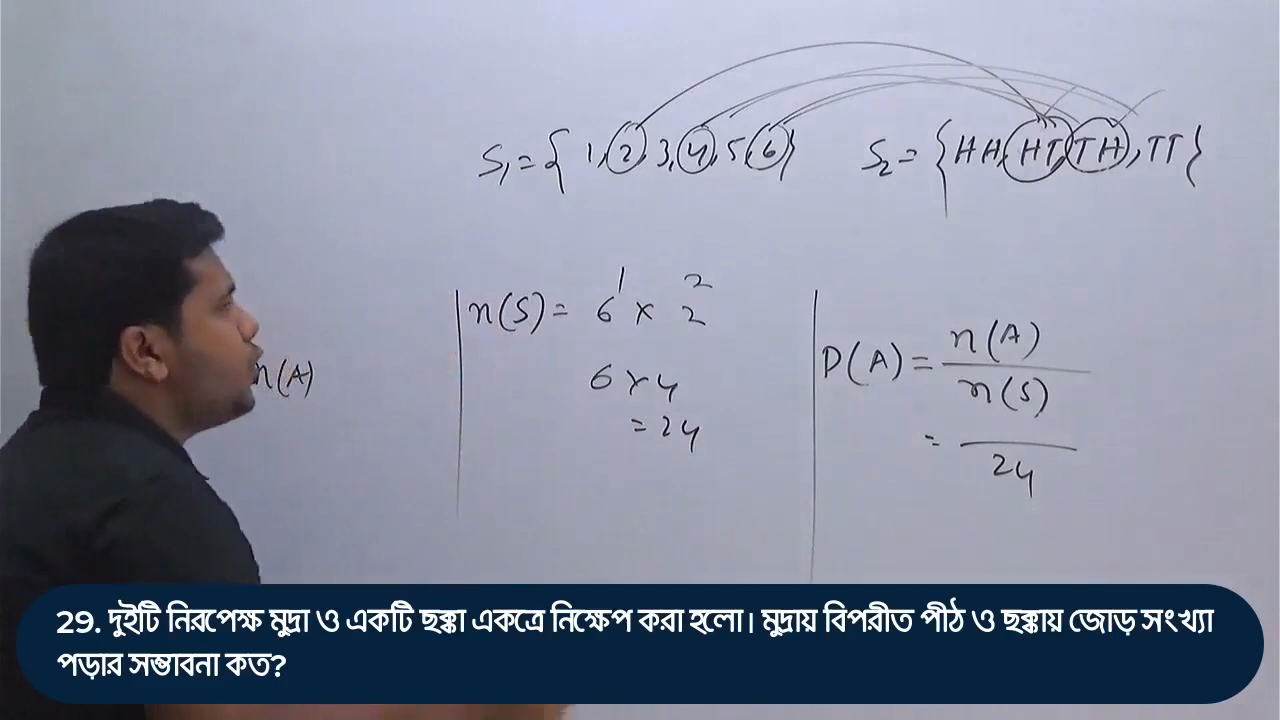 S₁ = { 1, 2, 3, 4, 5, 6 } S₂ = { HH, HT, TH, TT }
n(S) = 6¹ × 2²
6 × 4
= 24
n(A)
P(A) = n(A) / n(S)
= / 24
29. দুইটি নিরপেক্ষ মুদ্রা ও একটি ছক্কা একত্রে নিক্ষেপ করা হলো। মুদ্রায় বিপরীত পীঠ ও ছক্কায় জোড় সংখ্যা
পড়ার সম্ভাবনা কত?